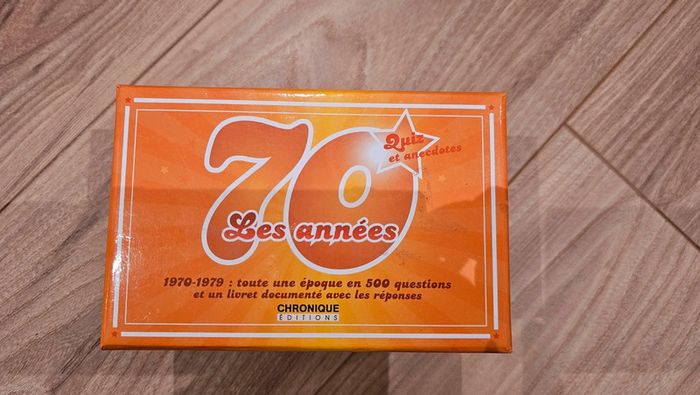 70
Quiz
et anecdotes
Les années
1970-1979 : toute une époque en 500 questions
et un livret documenté avec les réponses
CHRONIQUE
ÉDITIONS